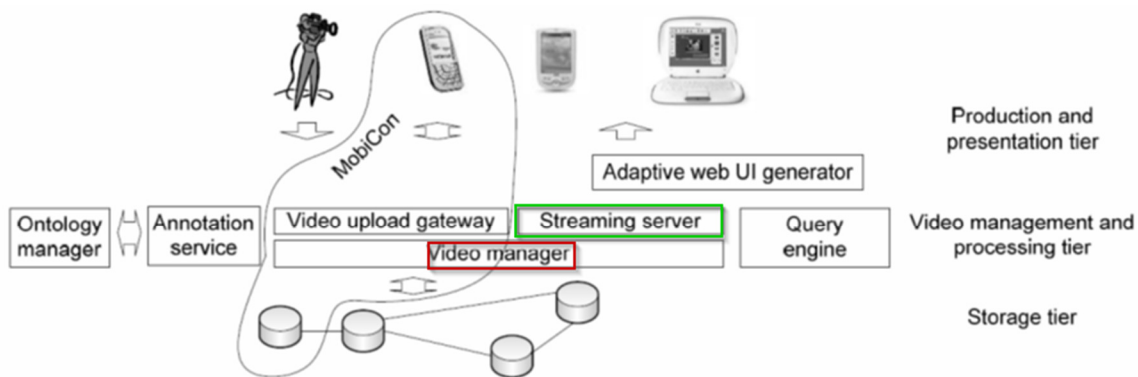 MobiCon
Production and
presentation tier
Adaptive web UI generator
Ontology
manager
Annotation
service
Video upload gateway
Streaming server
Video manager
Query
engine
Video management and
processing tier
Storage tier